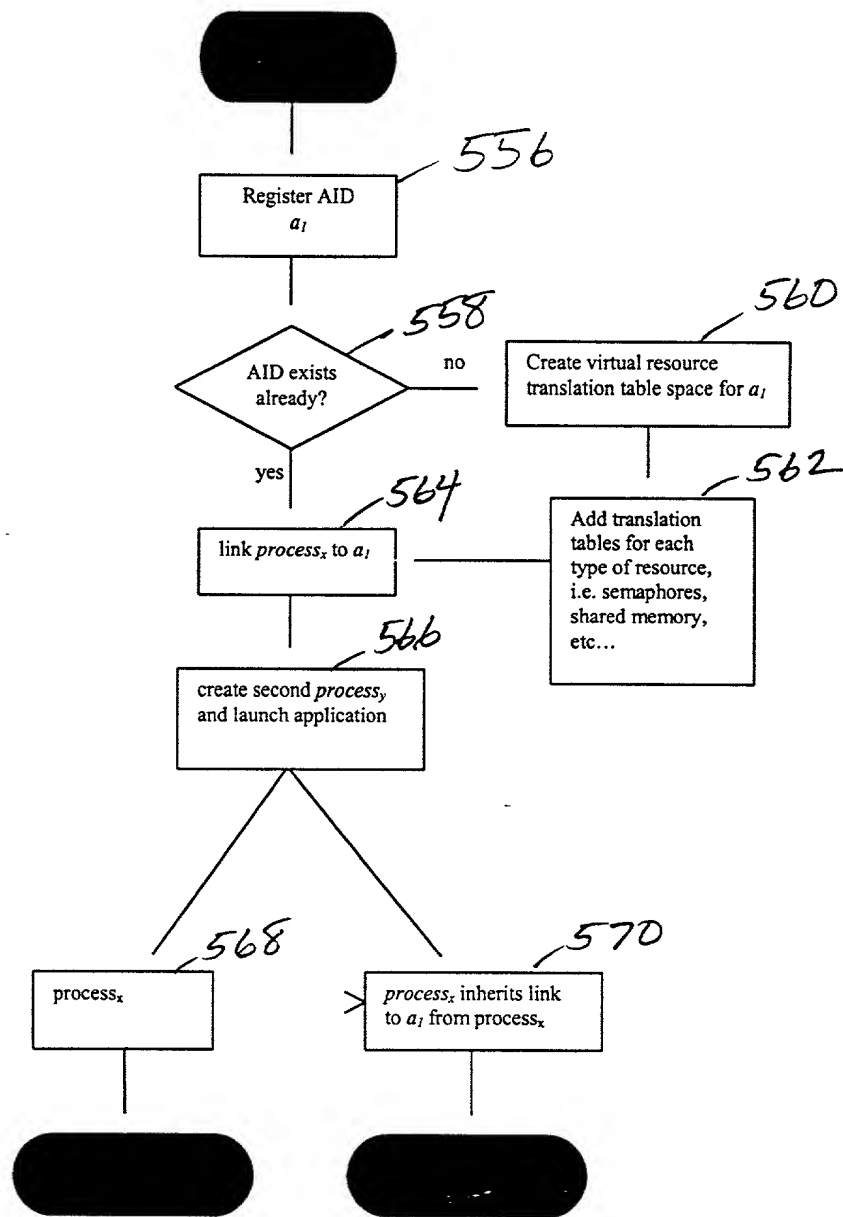 556
Register AID
a₁
558
AID exists
already?
no
yes
560
Create virtual resource
translation table space for a₁
562
Add translation
tables for each
type of resource,
i.e. semaphores,
shared memory,
etc…
564
link processₓ to a₁
566
create second processᵧ
and launch application
568
processₓ
570
processₓ inherits link
to a₁ from processₓ